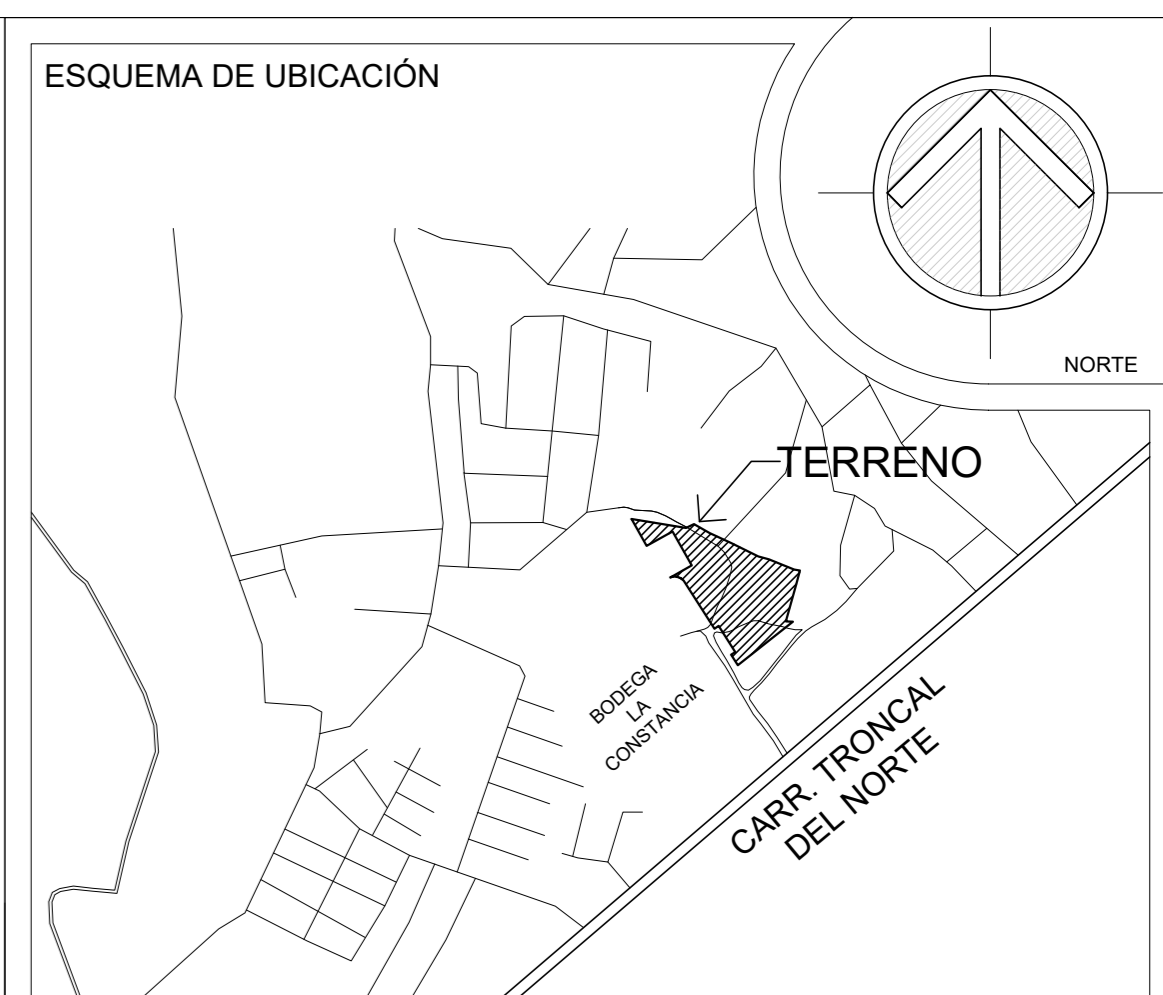 ESQUEMA DE UBICACIÓN
NORTE
TERRENO
BODEGA
LA
CONSTANCIA
CARR. TRONCAL
DEL NORTE